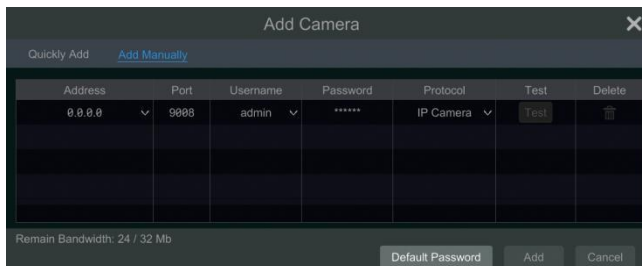 Add Camera
Quickly Add Add Manually
Address Port Username Password Protocol Test Delete
0.0.0.0 9008 admin ****** IP Camera Test
Remain Bandwidth: 24 / 32 Mb
Default Password Add Cancel